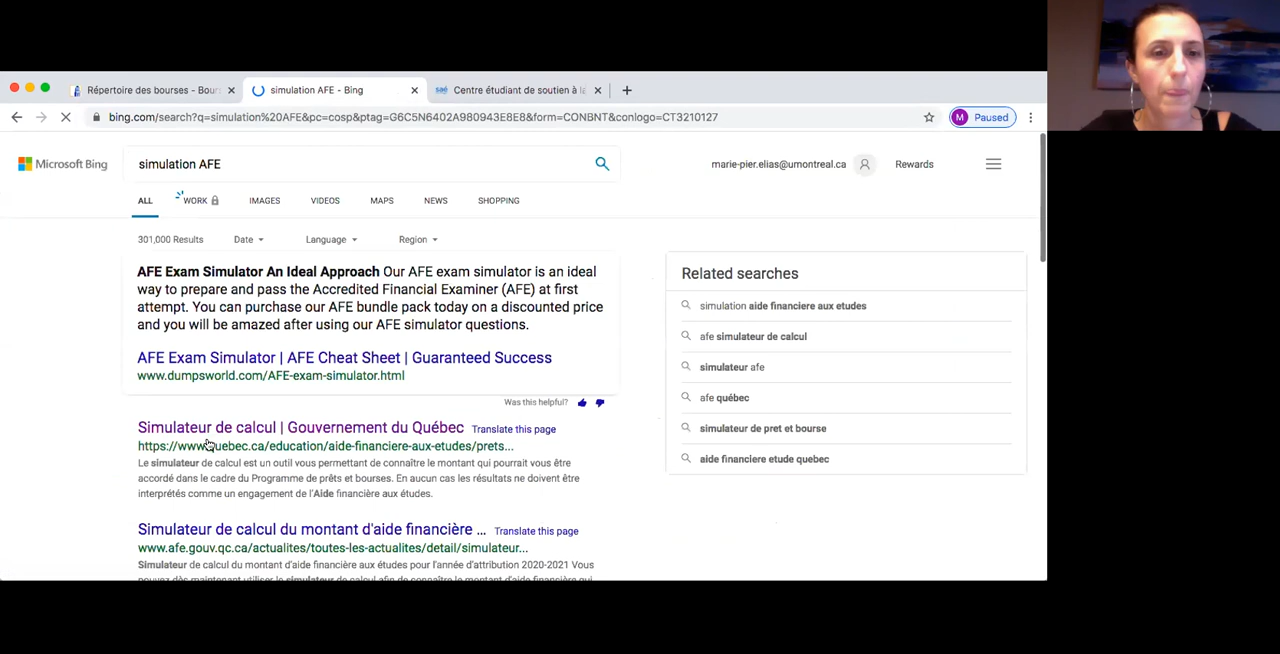 Répertoire des bourses - Bour
simulation AFE - Bing
saé Centre étudiant de soutien à la
bing.com/search?q=simulation%20AFE&pc=cosp&ptag=G6C5N6402A980943E8E8&form=CONBNT&conlogo=CT3210127
M Paused
Microsoft Bing
simulation AFE
marie-pier.elias@umontreal.ca
Rewards
ALL WORK IMAGES VIDEOS MAPS NEWS SHOPPING
301,000 Results Date Language Region
AFE Exam Simulator An Ideal Approach Our AFE exam simulator is an ideal
way to prepare and pass the Accredited Financial Examiner (AFE) at first
attempt. You can purchase our AFE bundle pack today on a discounted price
and you will be amazed after using our AFE simulator questions.
AFE Exam Simulator | AFE Cheat Sheet | Guaranteed Success
www.dumpsworld.com/AFE-exam-simulator.html
Was this helpful?
Simulateur de calcul | Gouvernement du Québec Translate this page
https://www.quebec.ca/education/aide-financiere-aux-etudes/prets...
Le simulateur de calcul est un outil vous permettant de connaître le montant qui pourrait vous être
accordé dans le cadre du Programme de prêts et bourses. En aucun cas les résultats ne doivent être
interprétés comme un engagement de l'Aide financière aux études.
Simulateur de calcul du montant d'aide financière ... Translate this page
www.afe.gouv.qc.ca/actualites/toutes-les-actualites/detail/simulateur...
Simulateur de calcul du montant d'aide financière aux études pour l'année d'attribution 2020-2021 Vous
pouvez dès maintenant utiliser le simulateur de calcul afin de connaître le montant d'aide financière qui
Related searches
simulation aide financiere aux etudes
afe simulateur de calcul
simulateur afe
afe québec
simulateur de pret et bourse
aide financiere etude quebec